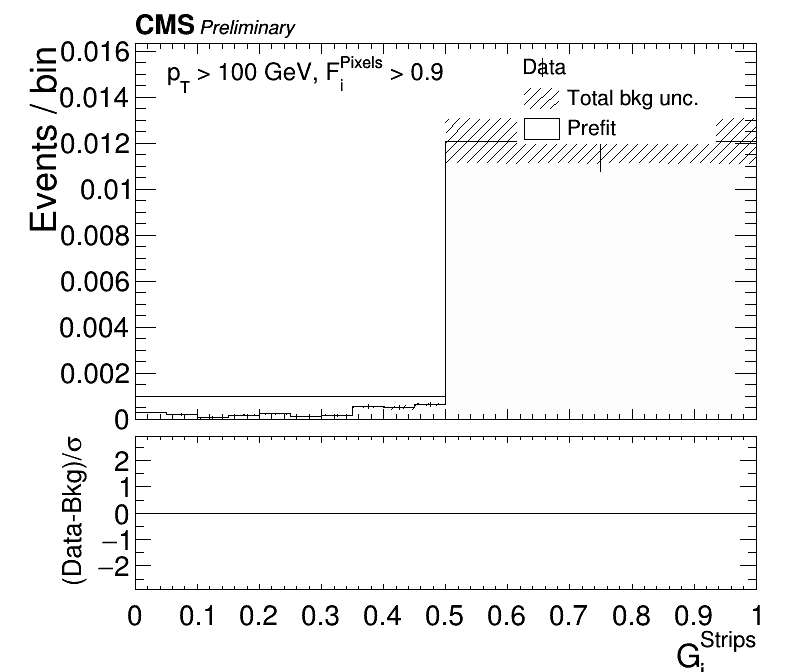 CMS Preliminary
0.016
p_T > 100 GeV, F_i^Pixels > 0.9
Data
Total bkg unc.
Prefit
Events / bin
0.014
0.012
0.01
0.008
0.006
0.004
0.002
0
(Data-Bkg)/σ
2
1
0
−1
−2
0 0.1 0.2 0.3 0.4 0.5 0.6 0.7 0.8 0.9 1
G_i^Strips